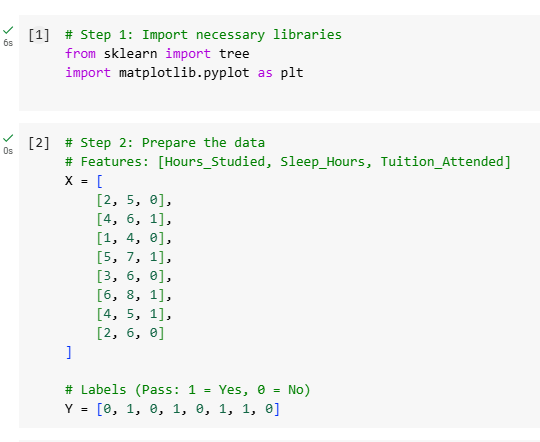 [1] # Step 1: Import necessary libraries
6s
from sklearn import tree
import matplotlib.pyplot as plt
[2] # Step 2: Prepare the data
0s
# Features: [Hours_Studied, Sleep_Hours, Tuition_Attended]
X = [
    [2, 5, 0],
    [4, 6, 1],
    [1, 4, 0],
    [5, 7, 1],
    [3, 6, 0],
    [6, 8, 1],
    [4, 5, 1],
    [2, 6, 0]
]
# Labels (Pass: 1 = Yes, 0 = No)
Y = [0, 1, 0, 1, 0, 1, 1, 0]